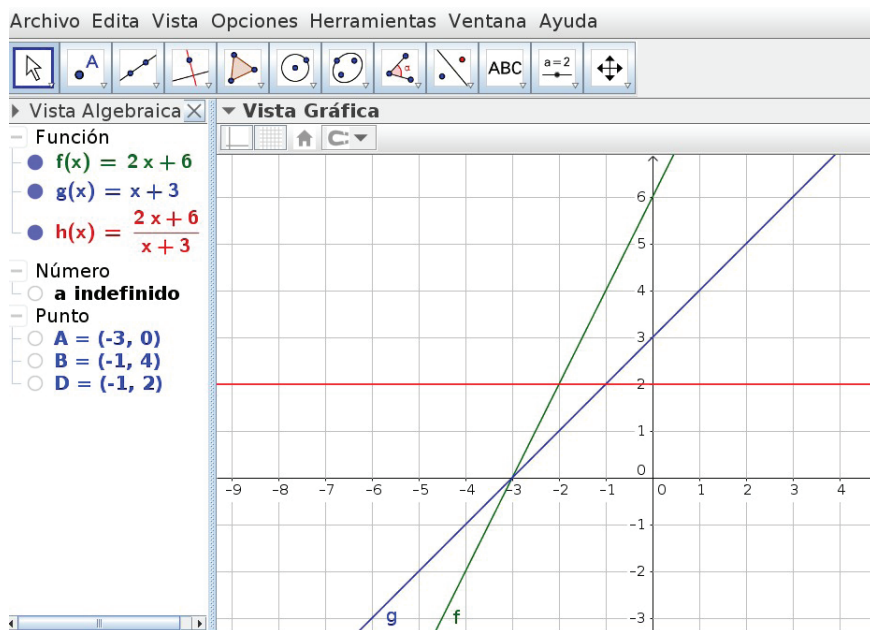 Archivo Edita Vista Opciones Herramientas Ventana Ayuda
A α ABC a=2
Vista Algebraica
Vista Gráfica
Función
f(x) = 2 x + 6
g(x) = x + 3
h(x) = 2 x + 6
x + 3
Número
a indefinido
Punto
A = (-3, 0)
B = (-1, 4)
D = (-1, 2)
6
5
4
3
2
1
0
-9 -8 -7 -6 -5 -4 -3 -2 -1 0 1 2 3 4
-1
-2
-3
g f